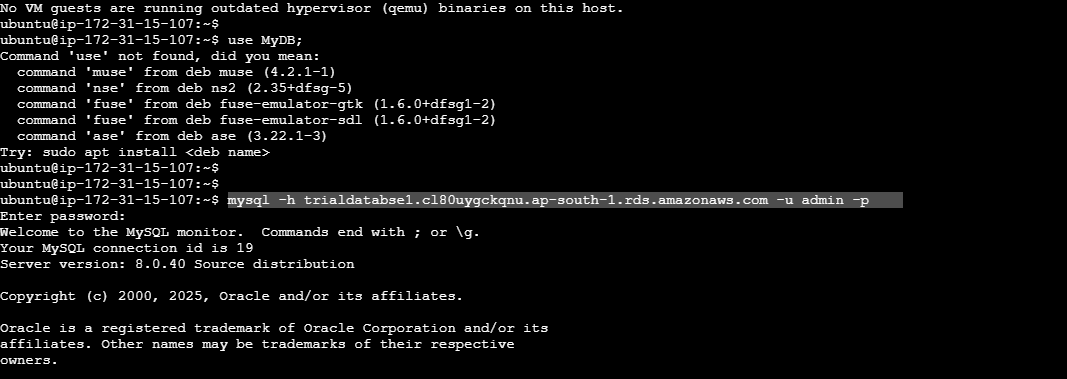 No VM guests are running outdated hypervisor (qemu) binaries on this host.
ubuntu@ip-172-31-15-107:~$
ubuntu@ip-172-31-15-107:~$ use MyDB;
Command 'use' not found, did you mean:
  command 'muse' from deb muse (4.2.1-1)
  command 'nse' from deb ns2 (2.35+dfsg-5)
  command 'fuse' from deb fuse-emulator-gtk (1.6.0+dfsg1-2)
  command 'fuse' from deb fuse-emulator-sdl (1.6.0+dfsg1-2)
  command 'ase' from deb ase (3.22.1-3)
Try: sudo apt install <deb name>
ubuntu@ip-172-31-15-107:~$
ubuntu@ip-172-31-15-107:~$
ubuntu@ip-172-31-15-107:~$ mysql -h trialdatabse1.cl80uygckqnu.ap-south-1.rds.amazonaws.com -u admin -p
Enter password:
Welcome to the MySQL monitor.  Commands end with ; or \g.
Your MySQL connection id is 19
Server version: 8.0.40 Source distribution

Copyright (c) 2000, 2025, Oracle and/or its affiliates.

Oracle is a registered trademark of Oracle Corporation and/or its
affiliates. Other names may be trademarks of their respective
owners.